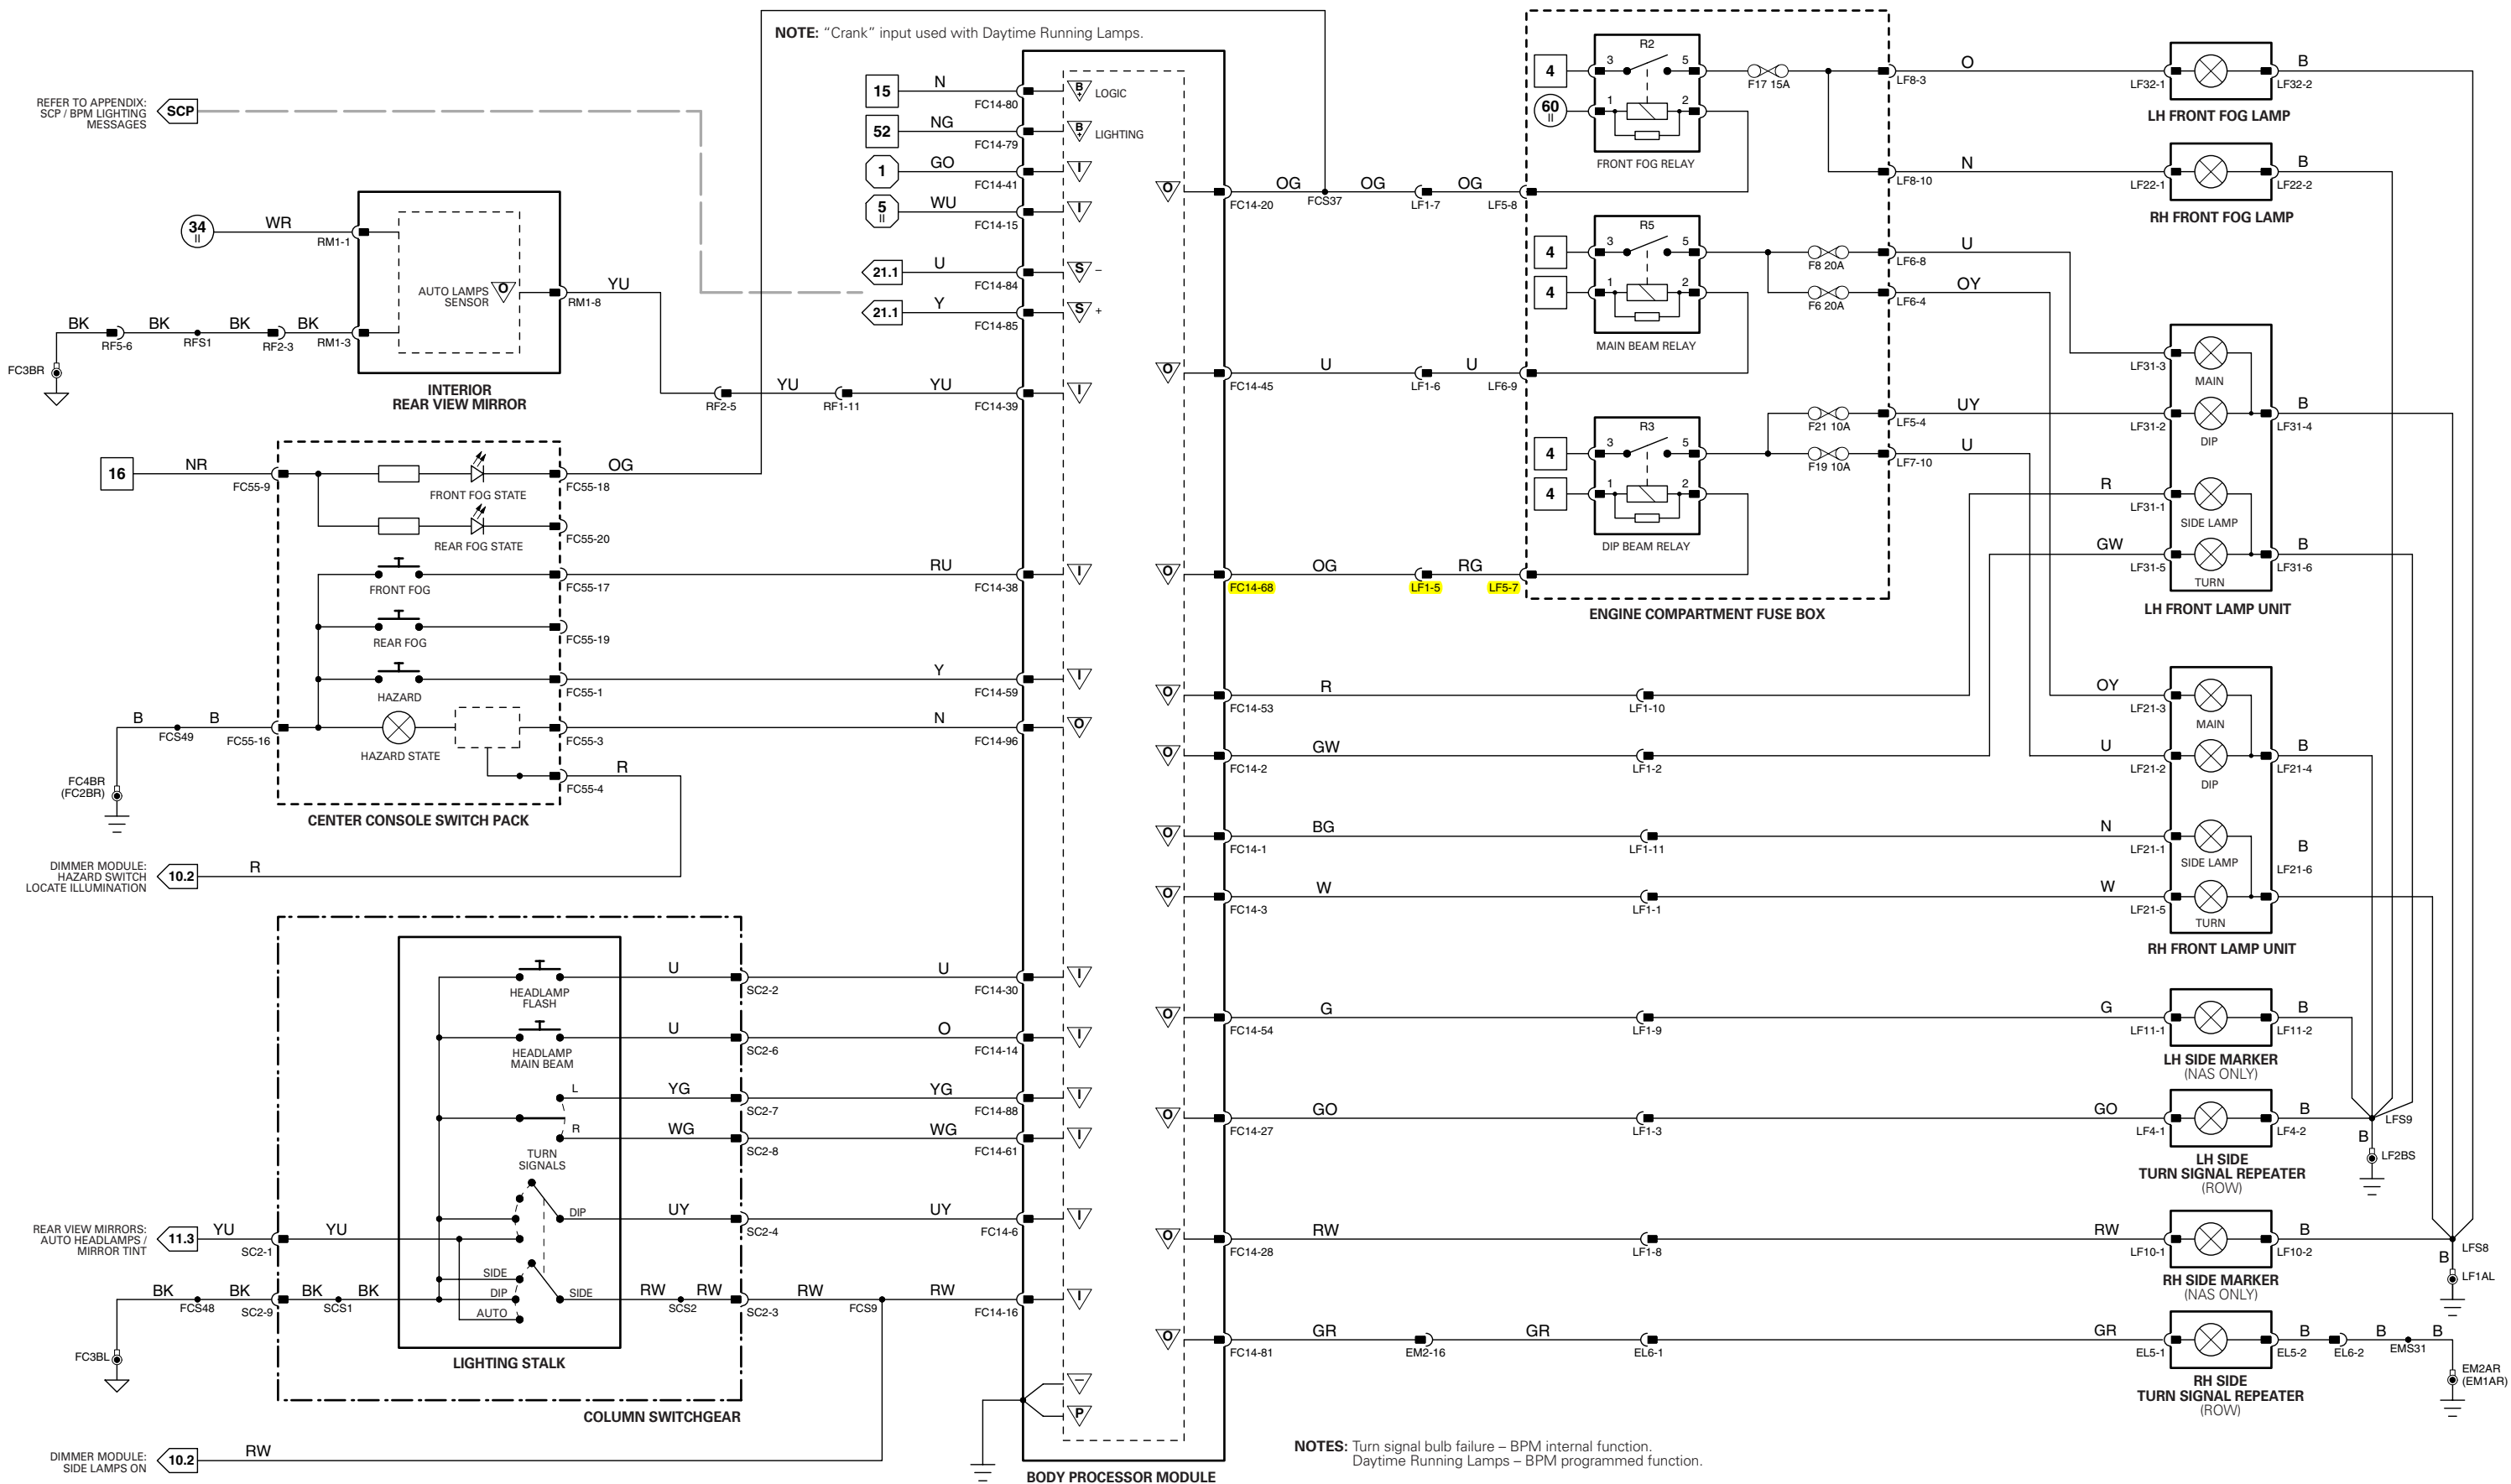 NOTE: “Crank” input used with Daytime Running Lamps.
REFER TO APPENDIX:
SCP / BPM LIGHTING
MESSAGES
SCP
34
II
WR
RM1-1
AUTO LAMPS
SENSOR
O
RM1-8
YU
BK
RF5-6
BK
RFS1
BK
RF2-3
BK
RM1-3
FC3BR
INTERIOR
REAR VIEW MIRROR
RF2-5
YU
RF1-11
YU
FC14-39
I
16
NR
FC55-9
FRONT FOG STATE
FC55-18
OG
REAR FOG STATE
FC55-20
FRONT FOG
FC55-17
RU
FC14-38
I
REAR FOG
FC55-19
HAZARD
FC55-1
Y
FC14-59
I
B
FCS49
B
FC55-16
HAZARD STATE
FC55-3
N
FC14-96
O
FC4BR
(FC2BR)
FC55-4
R
CENTER CONSOLE SWITCH PACK
DIMMER MODULE:
HAZARD SWITCH
LOCATE ILLUMINATION
10.2
R
HEADLAMP
FLASH
U
SC2-2
U
FC14-30
I
HEADLAMP
MAIN BEAM
U
SC2-6
O
FC14-14
I
L
YG
SC2-7
YG
FC14-88
I
R
WG
SC2-8
WG
FC14-61
I
TURN
SIGNALS
DIP
UY
SC2-4
UY
FC14-6
I
REAR VIEW MIRRORS:
AUTO HEADLAMPS /
MIRROR TINT
11.3
YU
SC2-1
YU
SIDE
DIP
AUTO
SIDE
BK
FCS48
BK
SC2-9
BK
SCS1
BK
RW
SCS2
RW
SC2-3
RW
FCS9
RW
FC14-16
I
FC3BL
LIGHTING STALK
COLUMN SWITCHGEAR
DIMMER MODULE:
SIDE LAMPS ON
10.2
RW
–
P
BODY PROCESSOR MODULE
15
N
FC14-80
B
+
LOGIC
52
NG
FC14-79
B
+
LIGHTING
1
GO
FC14-41
I
5
II
WU
FC14-15
I
21.1
U
FC14-84
S
–
21.1
Y
FC14-85
S
+
O
FC14-20
OG
FCS37
OG
LF1-7
OG
LF5-8
O
FC14-45
U
LF1-6
U
LF6-9
O
FC14-68
OG
LF1-5
RG
LF5-7
4
60
II
R2
3
5
1
2
FRONT FOG RELAY
F17 15A
LF8-3
O
LF32-1
B
LF32-2
LH FRONT FOG LAMP
LF8-10
N
LF22-1
B
LF22-2
RH FRONT FOG LAMP
4
4
R5
3
5
1
2
MAIN BEAM RELAY
F8 20A
LF6-8
U
F6 20A
LF6-4
OY
4
4
R3
3
5
1
2
DIP BEAM RELAY
F21 10A
LF5-4
UY
F19 10A
LF7-10
U
ENGINE COMPARTMENT FUSE BOX
LF31-3
MAIN
LF31-2
DIP
B
LF31-4
R
LF31-1
SIDE LAMP
GW
LF31-5
TURN
B
LF31-6
LH FRONT LAMP UNIT
O
FC14-53
R
LF1-10
OY
LF21-3
MAIN
O
FC14-2
GW
LF1-2
U
LF21-2
DIP
B
LF21-4
O
FC14-1
BG
LF1-11
N
LF21-1
SIDE LAMP
B
LF21-6
O
FC14-3
W
LF1-1
W
LF21-5
TURN
RH FRONT LAMP UNIT
O
FC14-54
G
LF1-9
G
LF11-1
B
LF11-2
LH SIDE MARKER
(NAS ONLY)
O
FC14-27
GO
LF1-3
GO
LF4-1
B
LF4-2
LFS9
B
LF2BS
LH SIDE
TURN SIGNAL REPEATER
(ROW)
O
FC14-28
RW
LF1-8
RW
LF10-1
B
LF10-2
LFS8
B
LF1AL
RH SIDE MARKER
(NAS ONLY)
O
FC14-81
GR
EM2-16
GR
EL6-1
GR
EL5-1
B
EL5-2
B
EL6-2
EMS31
B
EM2AR
(EM1AR)
RH SIDE
TURN SIGNAL REPEATER
(ROW)
NOTES: Turn signal bulb failure – BPM internal function.
Daytime Running Lamps – BPM programmed function.